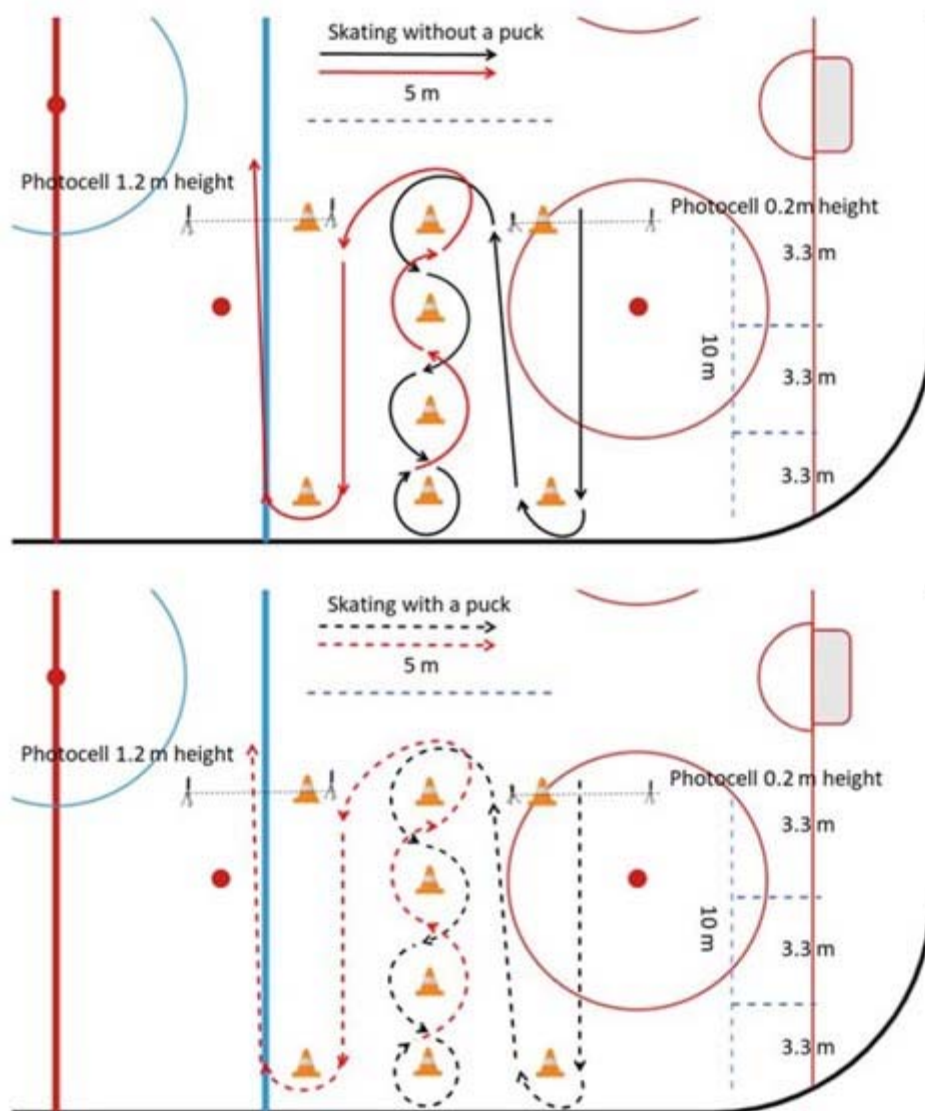 Skating without a puck
5 m
Photocell 1.2 m height
Photocell 0.2m height
3.3 m
10 m
3.3 m
3.3 m
Skating with a puck
5 m
Photocell 1.2 m height
Photocell 0.2 m height
3.3 m
10 m
3.3 m
3.3 m